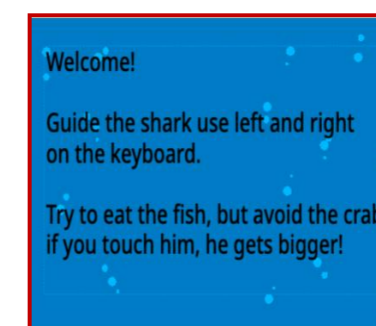 Welcome!
Guide the shark use left and right
on the keyboard.
Try to eat the fish, but avoid the crab
if you touch him, he gets bigger!